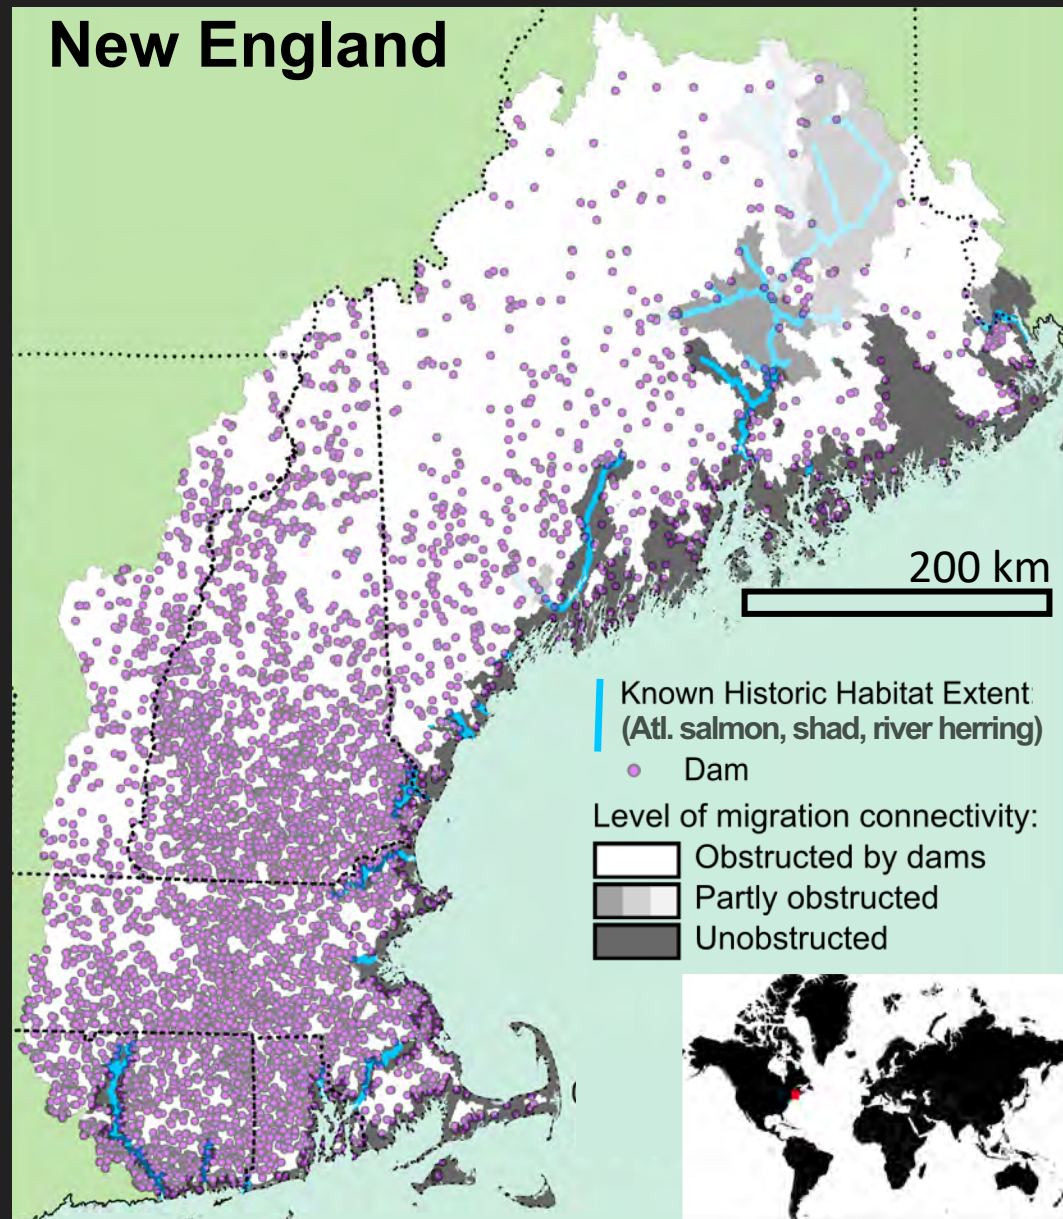 New England
200 km
Known Historic Habitat Extent:
(Atl. salmon, shad, river herring)
Dam
Level of migration connectivity:
Obstructed by dams
Partly obstructed
Unobstructed